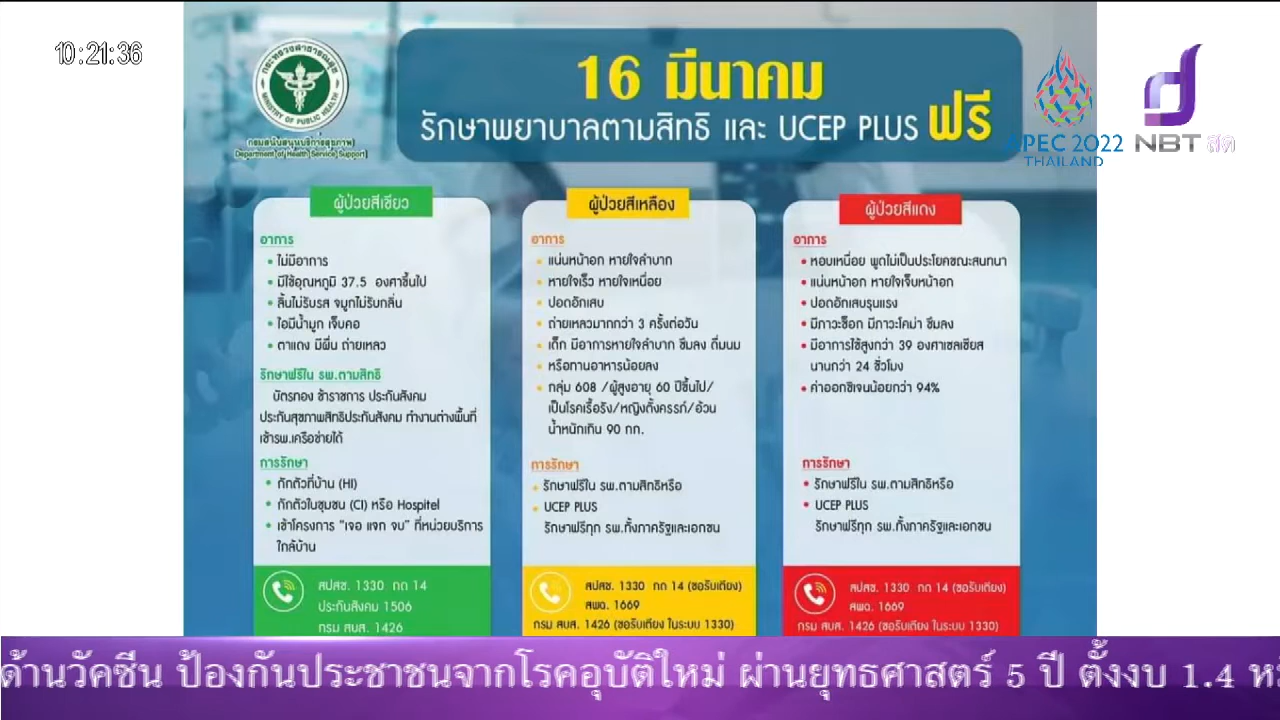 10:21:36
กระทรวงสาธารณสุข
MINISTRY OF PUBLIC HEALTH
กรมสนับสนุนบริการสุขภาพ
Department of Health Service Support
16 มีนาคม
รักษาพยาบาลตามสิทธิ และ UCEP PLUS ฟรี
APEC 2022
THAILAND
NBT สด
ผู้ป่วยสีเขียว
อาการ
• ไม่มีอาการ
• มีไข้อุณหภูมิ 37.5 องศาขึ้นไป
• ลิ้นไม่รับรส จมูกไม่รับกลิ่น
• ไอมีน้ำมูก เจ็บคอ
• ตาแดง มีผื่น ถ่ายเหลว
รักษาฟรีใน รพ.ตามสิทธิ
บัตรทอง ข้าราชการ ประกันสังคม
ประกันสุขภาพสิทธิประกันสังคม ทำงานต่างพื้นที่
เข้ารพ.เครือข่ายได้
การรักษา
• กักตัวที่บ้าน (HI)
• กักตัวในชุมชน (CI) หรือ Hospitel
• เข้าโครงการ "เจอ แจก จบ" ที่หน่วยบริการ
ใกล้บ้าน
สปสช. 1330 กด 14
ประกันสังคม 1506
กรม สบส. 1426
ผู้ป่วยสีเหลือง
อาการ
• แน่นหน้าอก หายใจลำบาก
• หายใจเร็ว หายใจเหนื่อย
• ปอดอักเสบ
• ถ่ายเหลวมากกว่า 3 ครั้งต่อวัน
• เด็ก มีอาการหายใจลำบาก ซึมลง ดื่มนม
• หรือทานอาหารน้อยลง
• กลุ่ม 608 /ผู้สูงอายุ 60 ปีขึ้นไป/
เป็นโรคเรื้อรัง/หญิงตั้งครรภ์/อ้วน
น้ำหนักเกิน 90 กก.
การรักษา
• รักษาฟรีใน รพ.ตามสิทธิหรือ
• UCEP PLUS
รักษาฟรีทุก รพ.ทั้งภาครัฐและเอกชน
สปสช. 1330 กด 14 (ขอรับเตียง)
สพฉ. 1669
กรม สบส. 1426 (ขอรับเตียง ในระบบ 1330)
ผู้ป่วยสีแดง
อาการ
• หอบเหนื่อย พูดไม่เป็นประโยคขณะสนทนา
• แน่นหน้าอก หายใจเจ็บหน้าอก
• ปอดอักเสบรุนแรง
• มีภาวะช็อก มีภาวะโคม่า ซึมลง
• มีอาการไข้สูงกว่า 39 องศาเซลเซียส
นานกว่า 24 ชั่วโมง
• ค่าออกซิเจนน้อยกว่า 94%
การรักษา
• รักษาฟรีใน รพ.ตามสิทธิหรือ
• UCEP PLUS
รักษาฟรีทุก รพ.ทั้งภาครัฐและเอกชน
สปสช. 1330 กด 14 (ขอรับเตียง)
สพฉ. 1669
กรม สบส. 1426 (ขอรับเตียง ในระบบ 1330)
ด้านวัคซีน ป้องกันประชาชนจากโรคอุบัติใหม่ ผ่านยุทธศาสตร์ 5 ปี ตั้งงบ 1.4